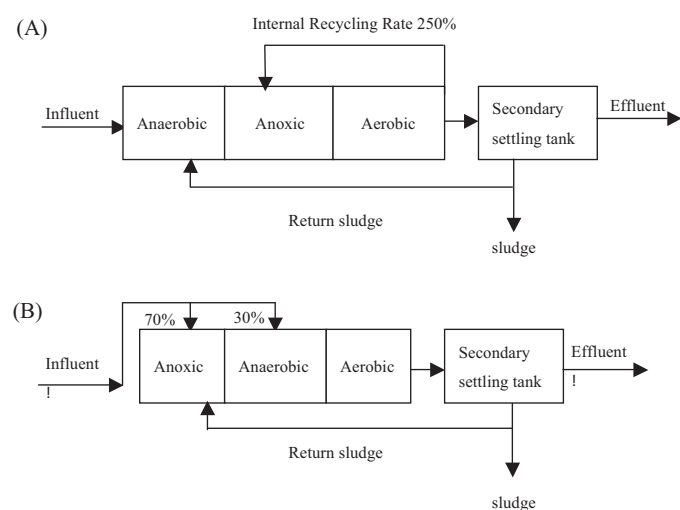 (A)
Internal Recycling Rate 250%
Influent
Anaerobic
Anoxic
Aerobic
Secondary
settling tank
Effluent
Return sludge
sludge
(B)
70%
30%
Influent
!
Anoxic
Anaerobic
Aerobic
Secondary
settling tank
Effluent
!
Return sludge
sludge